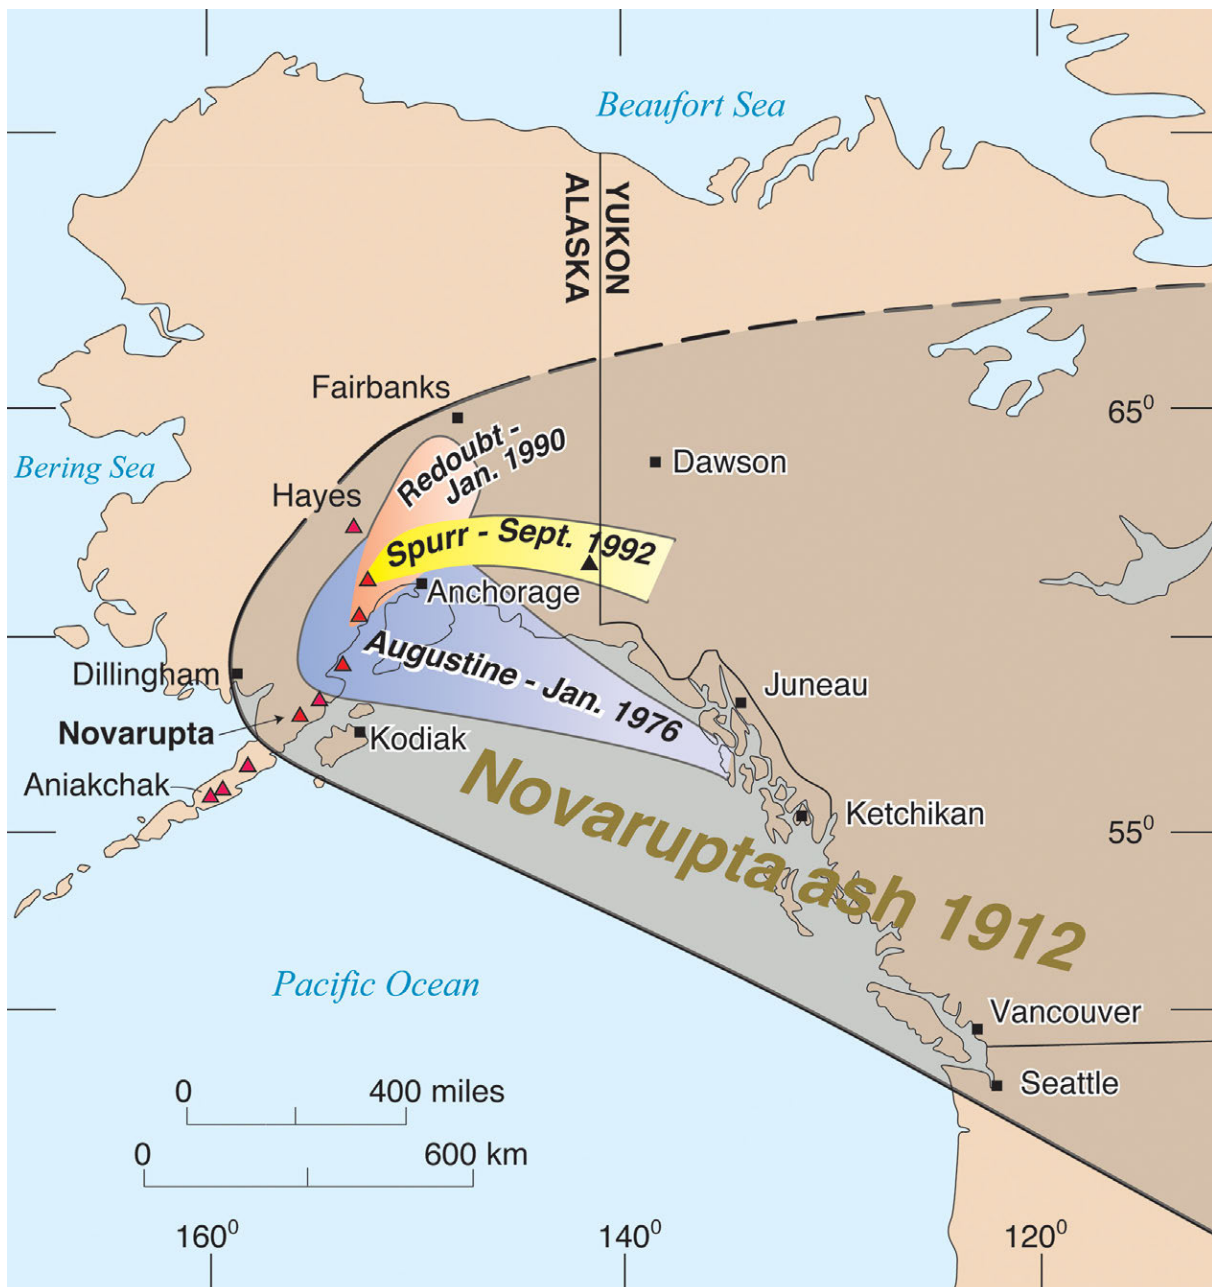 Beaufort Sea
ALASKA
YUKON
Fairbanks
65⁰
Redoubt -
Jan. 1990
Bering Sea
Dawson
Hayes
Spurr - Sept. 1992
Anchorage
Augustine - Jan. 1976
Dillingham
Juneau
Novarupta
Kodiak
Aniakchak
Ketchikan
55⁰
Novarupta ash 1912
Pacific Ocean
Vancouver
Seattle
0 400 miles
0 600 km
160⁰ 140⁰ 120⁰